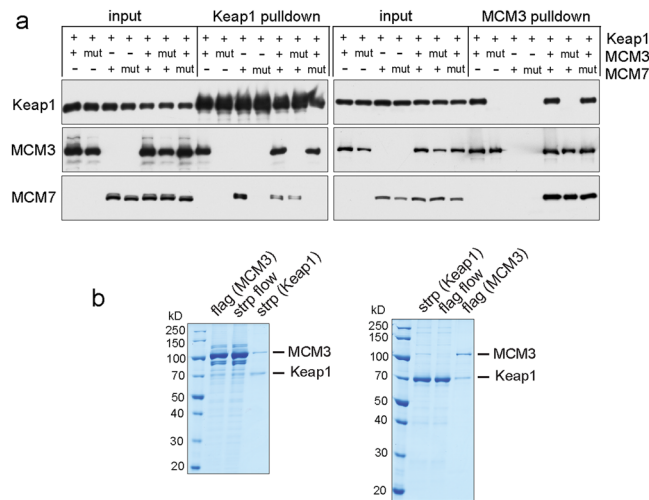 a
input Keap1 pulldown input MCM3 pulldown
+ + + + + + + + + + + + + + + + + + + + + + + + + + + + Keap1
+ mut − − + mut + + mut − − + mut + + mut − − + mut + + mut − − + mut + MCM3
− − + mut + + mut − − + mut + + mut − − + mut + + mut − − + mut + + mut MCM7
Keap1
MCM3
MCM7
b
kD
flag (MCM3)
strp flow
strp (Keap1)
250
150
100
70
50
40
30
20
MCM3
Keap1
kD
strp (Keap1)
flag flow
flag (MCM3)
250
150
100
70
50
40
30
20
MCM3
Keap1